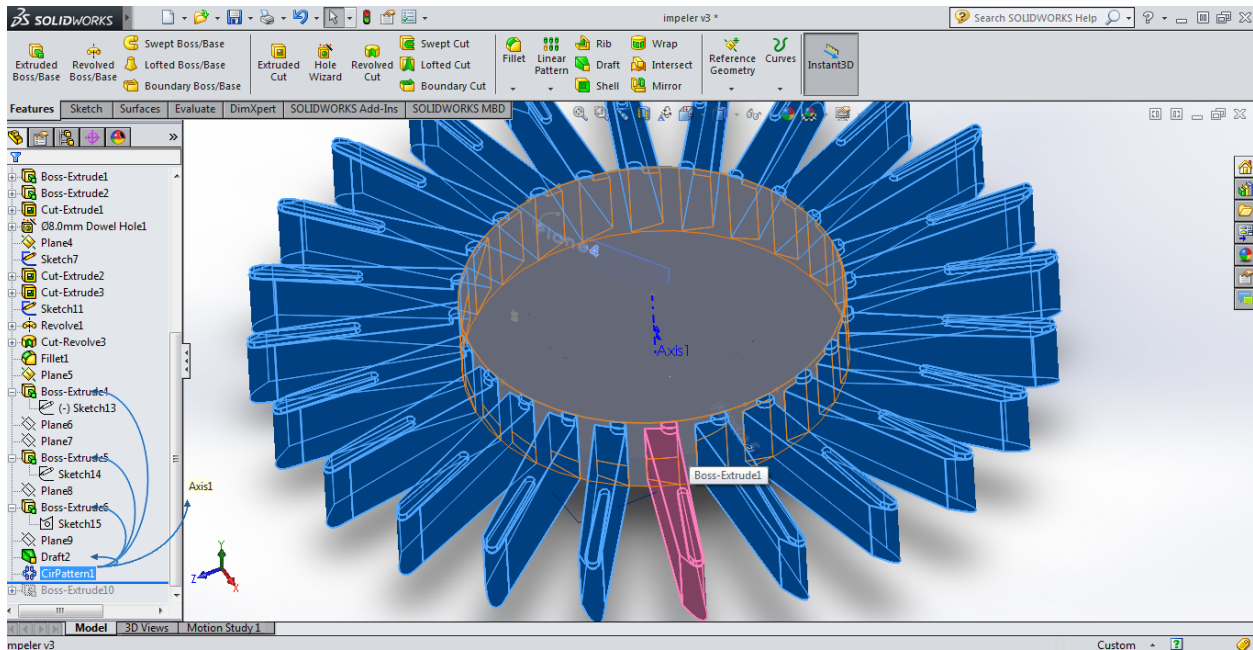 SOLIDWORKS
impeler v3 *
Search SOLIDWORKS Help
Extruded Boss/Base
Revolved Boss/Base
Swept Boss/Base
Lofted Boss/Base
Boundary Boss/Base
Extruded Cut
Hole Wizard
Revolved Cut
Swept Cut
Lofted Cut
Boundary Cut
Fillet
Linear Pattern
Rib
Draft
Shell
Wrap
Intersect
Mirror
Reference Geometry
Curves
Instant3D
Features
Sketch
Surfaces
Evaluate
DimXpert
SOLIDWORKS Add-Ins
SOLIDWORKS MBD
Boss-Extrude1
Boss-Extrude2
Cut-Extrude1
Ø8.0mm Dowel Hole1
Plane4
Sketch7
Cut-Extrude2
Cut-Extrude3
Sketch11
Revolve1
Cut-Revolve3
Fillet1
Plane5
Boss-Extrude4
(-) Sketch13
Plane6
Plane7
Boss-Extrude5
Sketch14
Plane8
Boss-Extrude6
Sketch15
Plane9
Draft2
CirPattern1
Boss-Extrude10
Axis1
Plane4
Axis1
Boss-Extrude1
Y
Z
X
Model
3D Views
Motion Study 1
mpeler v3
Custom